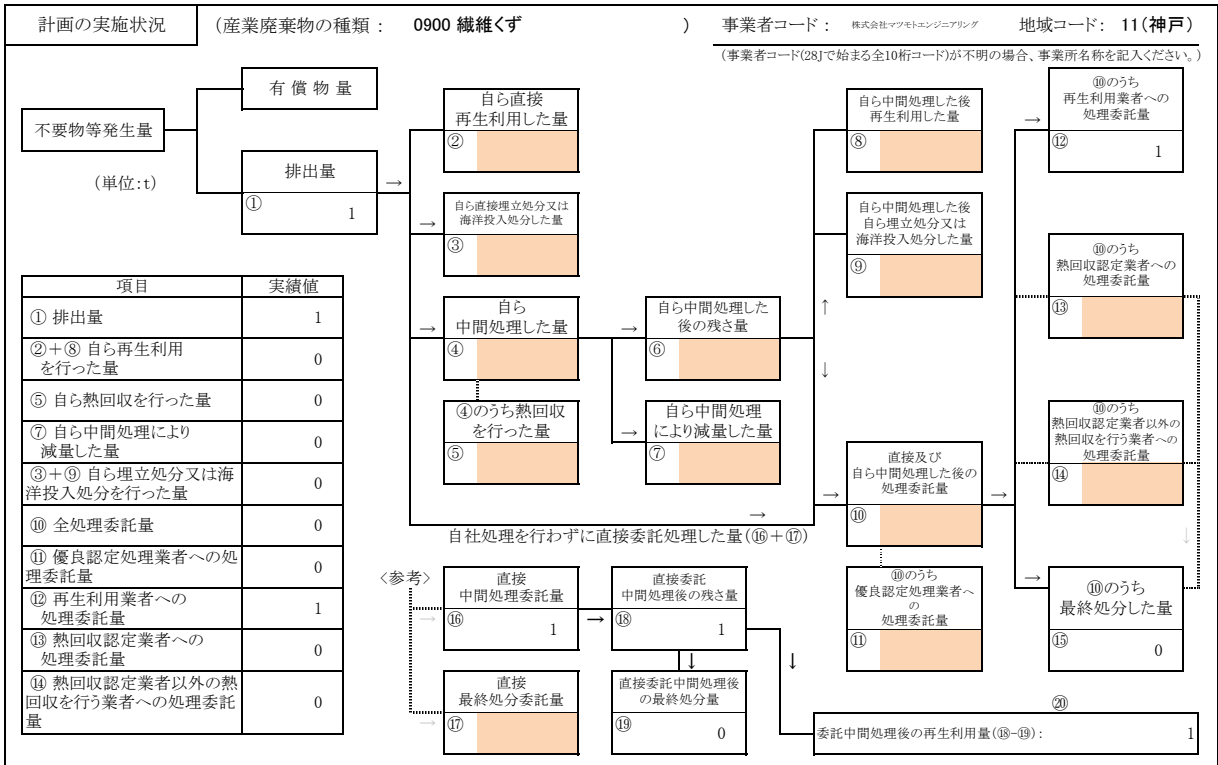 計画の実施状況
(産業廃棄物の種類： 0900 繊維くず )
事業者コード： 株式会社マツモトエンジニアリング
地域コード： 11(神戸)
(事業者コード(28Jで始まる全10桁コード)が不明の場合、事業所名称を記入ください。)
不要物等発生量
(単位:t)
有償物量
排出量
→
① 1
自ら直接
再生利用した量
②
→
自ら直接埋立処分又は
海洋投入処分した量
③
→
自ら
中間処理した量
④
④のうち熱回収
を行った量
⑤
→
自ら中間処理した
後の残さ量
⑥
→
自ら中間処理
により減量した量
⑦
自ら中間処理した後
再生利用した量
⑧
自ら中間処理した後
自ら埋立処分又は
海洋投入処分した量
⑨
↑
↓
→
直接及び
自ら中間処理した後の
処理委託量
⑩
→
⑩のうち
優良認定処理業者へ
の
処理委託量
⑪
→
⑩のうち
再生利用業者への
処理委託量
⑫ 1
⑩のうち
熱回収認定業者への
処理委託量
⑬
⑩のうち
熱回収認定業者以外の
熱回収を行う業者への
処理委託量
⑭
↓
→
⑩のうち
最終処分した量
⑮ 0
項目 実績値
① 排出量 1
②+⑧ 自ら再生利用
を行った量 0
⑤ 自ら熱回収を行った量 0
⑦ 自ら中間処理により
減量した量 0
③+⑨ 自ら埋立処分又は海
洋投入処分を行った量 0
⑩ 全処理委託量 0
⑪ 優良認定処理業者への処
理委託量 0
⑫ 再生利用業者への
処理委託量 1
⑬ 熱回収認定業者への
処理委託量 0
⑭ 熱回収認定業者以外の熱
回収を行う業者への処理委託
量 0
→
自社処理を行わずに直接委託処理した量(⑯+⑰)
〈参考〉
→
直接
中間処理委託量
⑯ 1
→
直接委託
中間処理後の残さ量
⑱ 1
↓
↓
→
直接
最終処分委託量
⑰
直接委託中間処理後
の最終処分量
⑲ 0
⑳
委託中間処理後の再生利用量(⑱-⑲)： 1